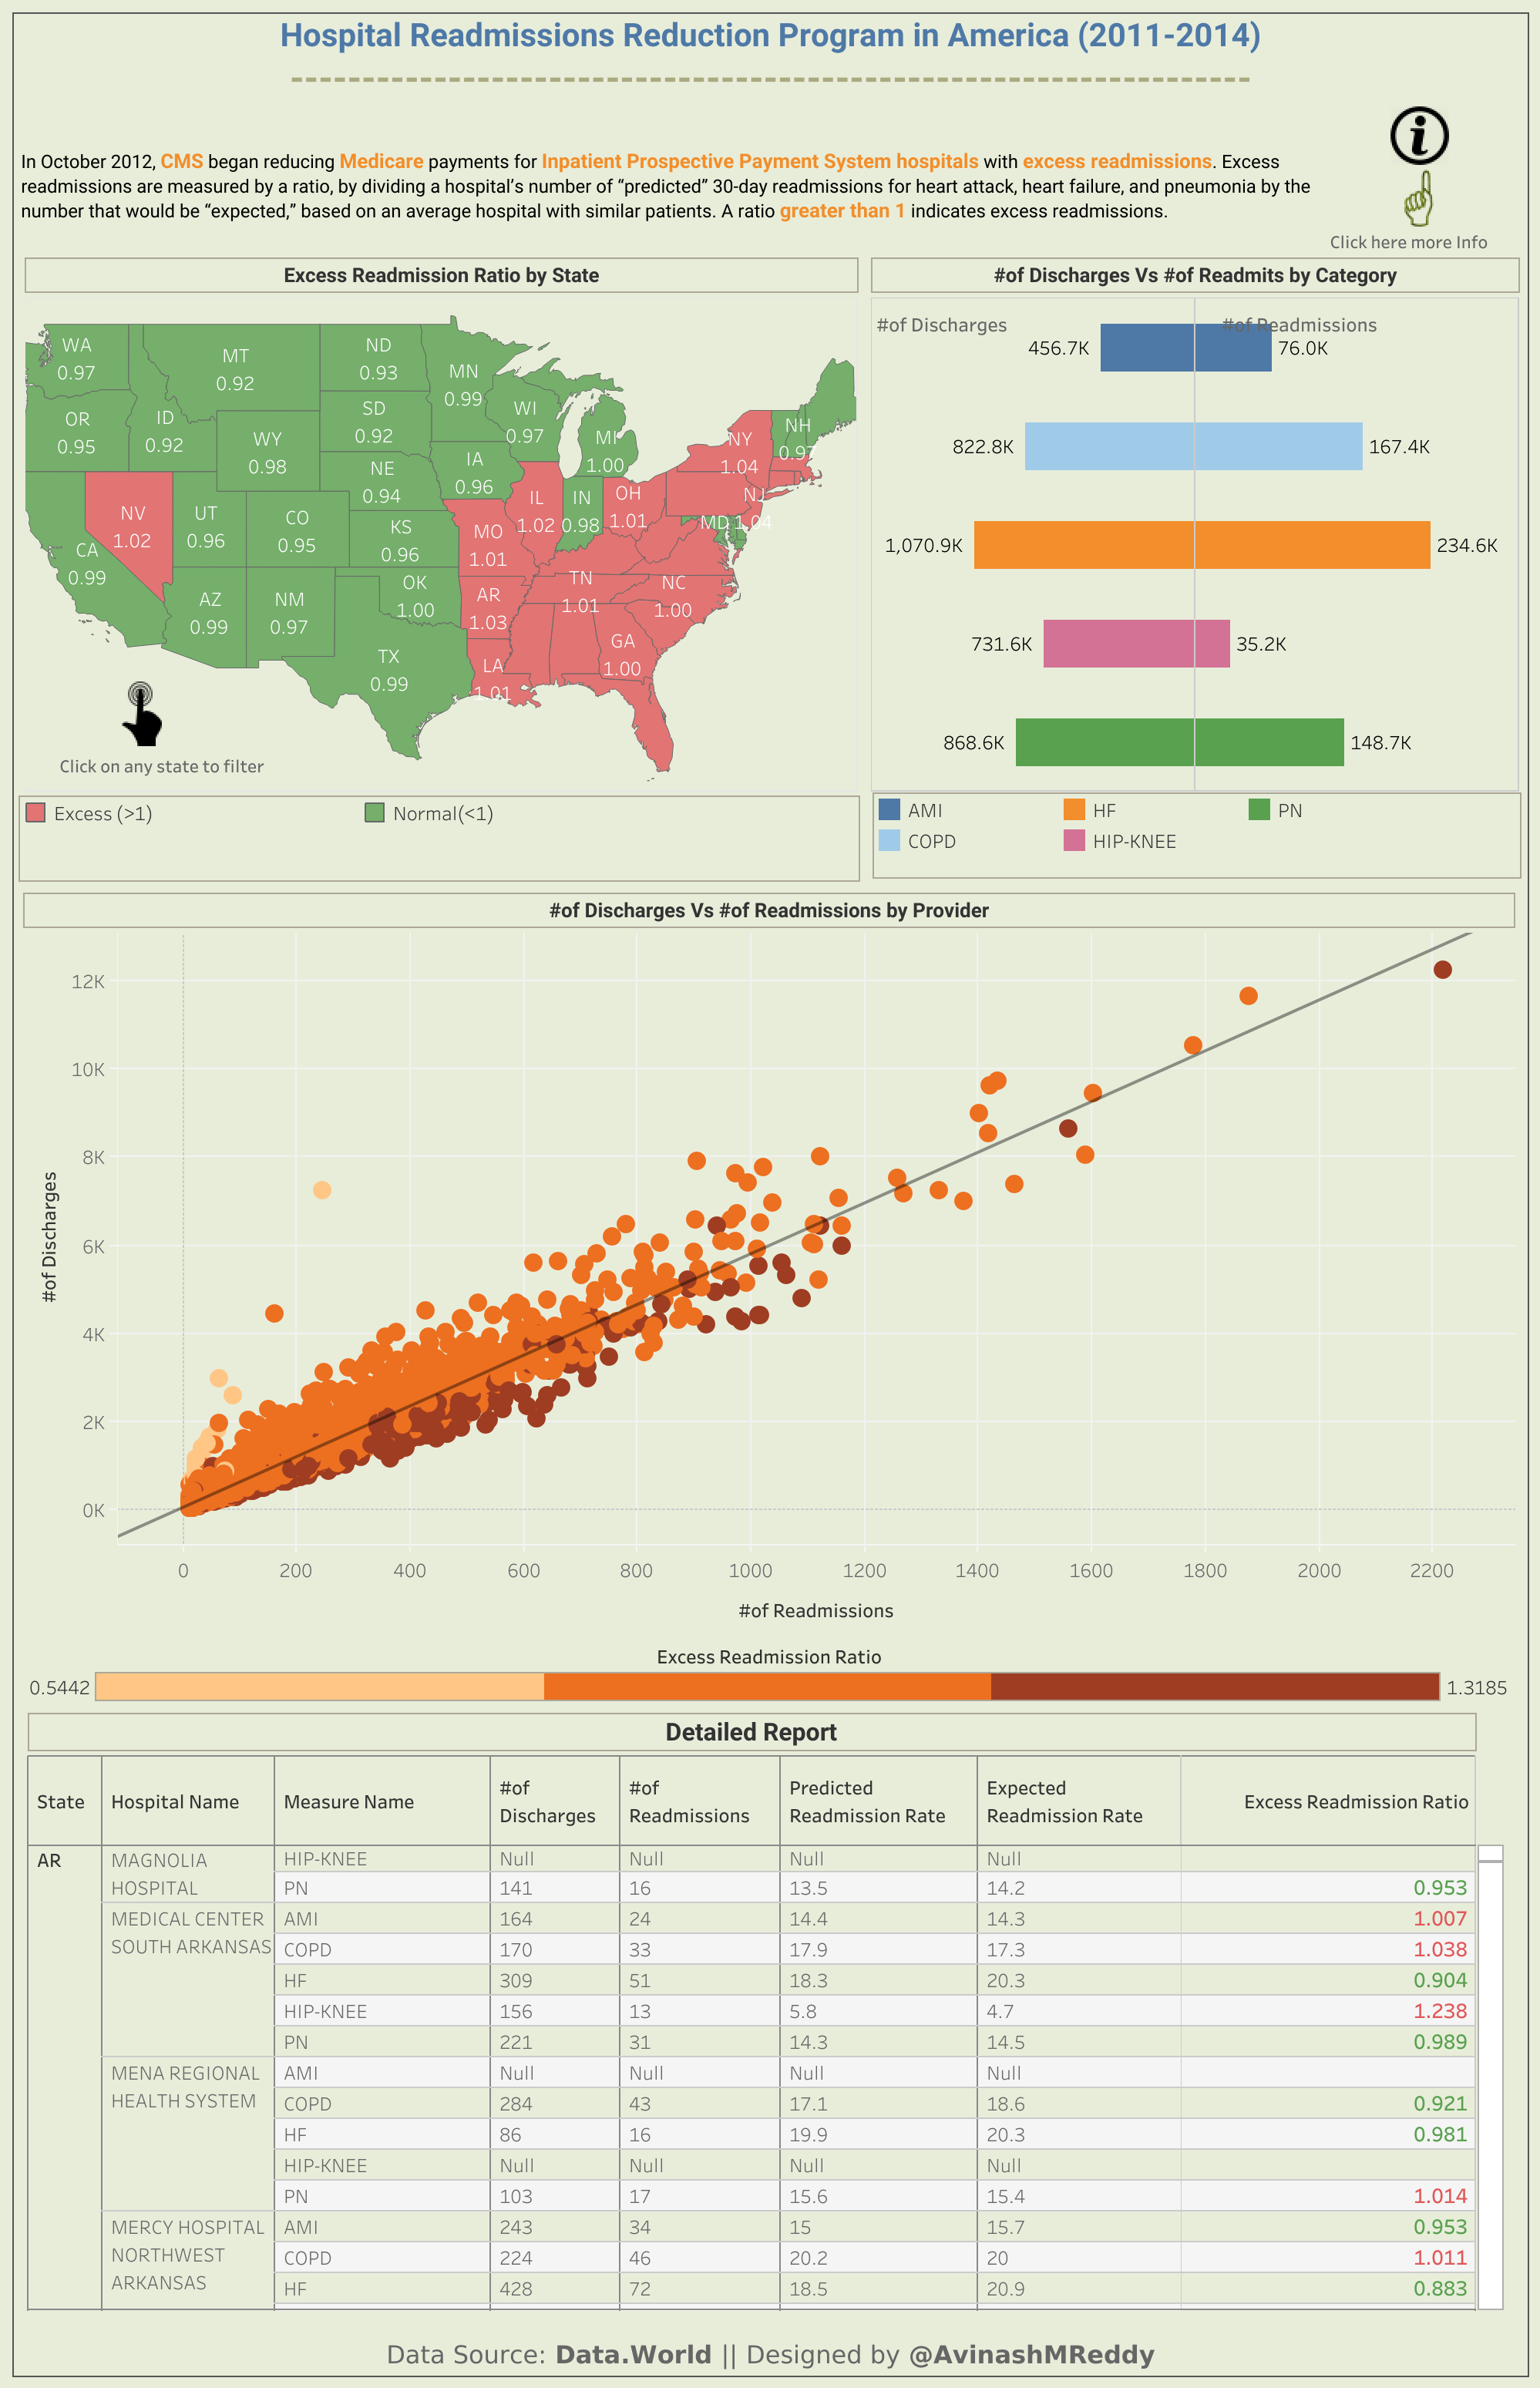 Hospital Readmissions Reduction Program in America (2011-2014)
In October 2012, CMS began reducing Medicare payments for Inpatient Prospective Payment System hospitals with excess readmissions. Excess
readmissions are measured by a ratio, by dividing a hospital's number of “predicted” 30-day readmissions for heart attack, heart failure, and pneumonia by the
number that would be “expected,” based on an average hospital with similar patients. A ratio greater than 1 indicates excess readmissions.
Click here more Info
Excess Readmission Ratio by State
WA
0.97
MT
0.92
ND
0.93
MN
0.99
OR
0.95
ID
0.92
WY
0.98
SD
0.92
WI
0.97
MI
1.00
NY
1.04
NH
0.97
NE
0.94
IA
0.96
NV
1.02
UT
0.96
CO
0.95
KS
0.96
MO
1.01
IL
1.02
IN
0.98
OH
1.01
NJ
1.04
MD
CA
0.99
AZ
0.99
NM
0.97
OK
1.00
AR
1.03
TN
1.01
NC
1.00
TX
0.99
LA
1.01
GA
1.00
Click on any state to filter
Excess (>1)
Normal(<1)
#of Discharges Vs #of Readmits by Category
#of Discharges
#of Readmissions
456.7K
76.0K
822.8K
167.4K
1,070.9K
234.6K
731.6K
35.2K
868.6K
148.7K
AMI
HF
PN
COPD
HIP-KNEE
#of Discharges Vs #of Readmissions by Provider
#of Discharges
12K
10K
8K
6K
4K
2K
0K
0
200
400
600
800
1000
1200
1400
1600
1800
2000
2200
#of Readmissions
Excess Readmission Ratio
0.5442
1.3185
Detailed Report
State
Hospital Name
Measure Name
#of
Discharges
#of
Readmissions
Predicted
Readmission Rate
Expected
Readmission Rate
Excess Readmission Ratio
AR
MAGNOLIA
HOSPITAL
HIP-KNEE Null Null Null Null
PN 141 16 13.5 14.2 0.953
MEDICAL CENTER
SOUTH ARKANSAS
AMI 164 24 14.4 14.3 1.007
COPD 170 33 17.9 17.3 1.038
HF 309 51 18.3 20.3 0.904
HIP-KNEE 156 13 5.8 4.7 1.238
PN 221 31 14.3 14.5 0.989
MENA REGIONAL
HEALTH SYSTEM
AMI Null Null Null Null
COPD 284 43 17.1 18.6 0.921
HF 86 16 19.9 20.3 0.981
HIP-KNEE Null Null Null Null
PN 103 17 15.6 15.4 1.014
MERCY HOSPITAL
NORTHWEST
ARKANSAS
AMI 243 34 15 15.7 0.953
COPD 224 46 20.2 20 1.011
HF 428 72 18.5 20.9 0.883
Data Source: Data.World || Designed by @AvinashMReddy